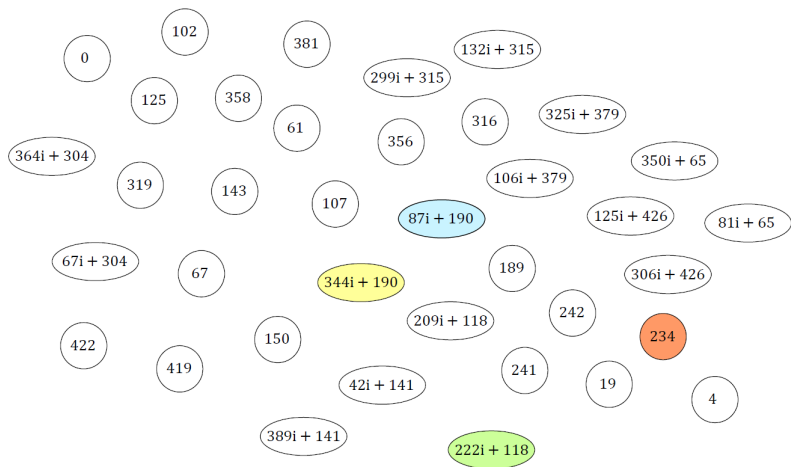 102
381
132i + 315
0
299i + 315
125
358
325i + 379
61
316
356
364i + 304
350i + 65
319
143
106i + 379
107
87i + 190
125i + 426
81i + 65
67i + 304
67
189
306i + 426
344i + 190
209i + 118
242
234
422
150
419
42i + 141
241
19
4
389i + 141
222i + 118